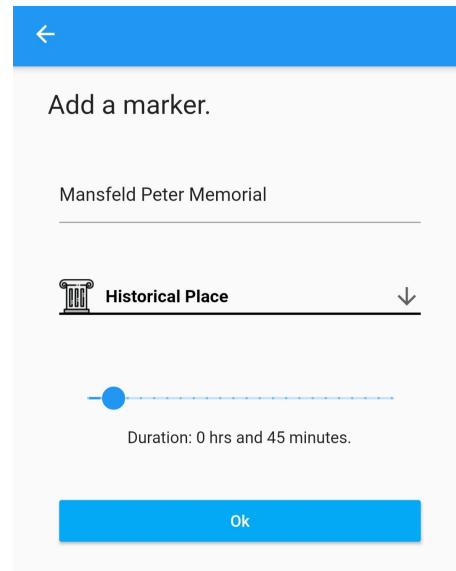 Add a marker.
Mansfeld Peter Memorial
Historical Place
Duration: 0 hrs and 45 minutes.
Ok